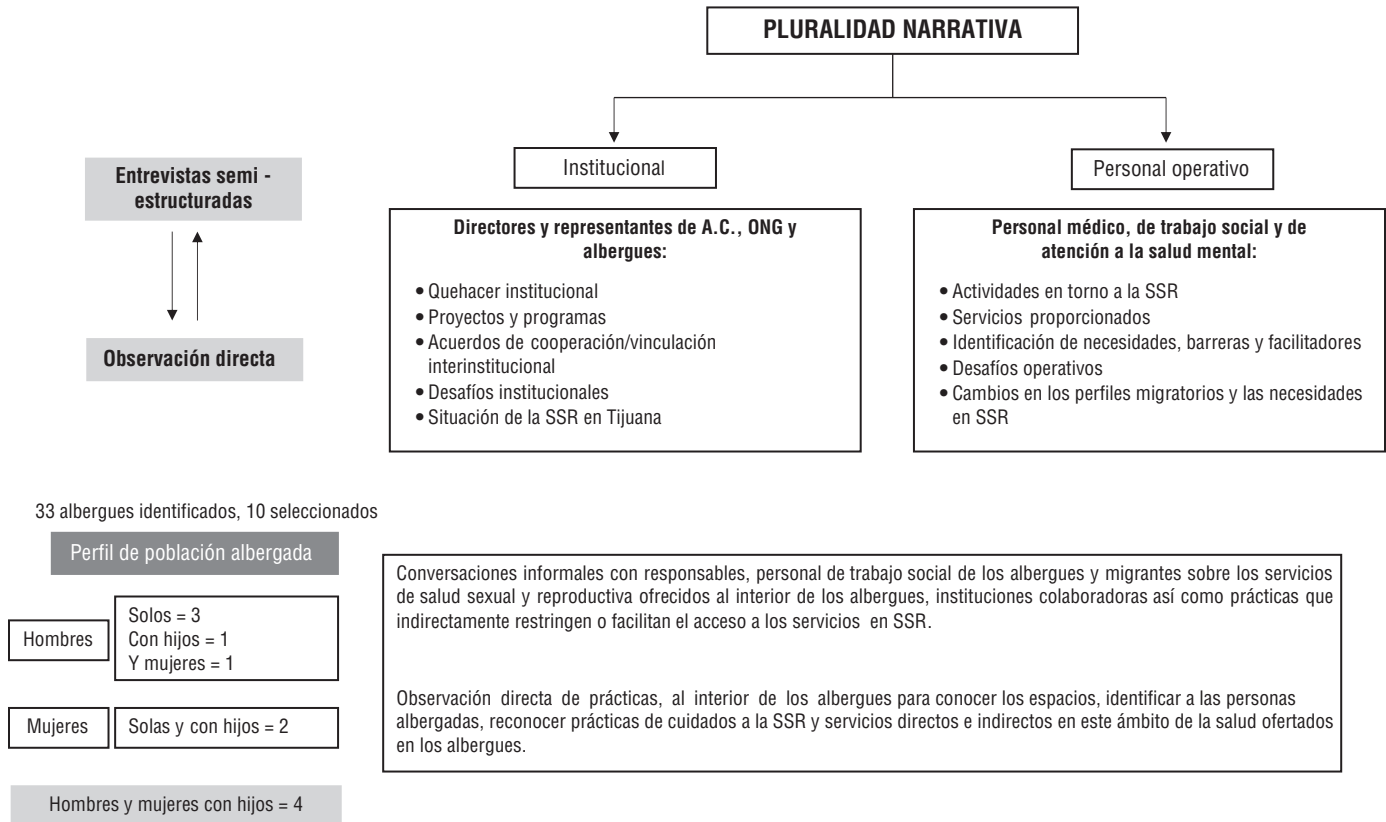 PLURALIDAD NARRATIVA
Entrevistas semi -
estructuradas
Observación directa
Institucional
Directores y representantes de A.C., ONG y
albergues:
• Quehacer institucional
• Proyectos y programas
• Acuerdos de cooperación/vinculación
interinstitucional
• Desafíos institucionales
• Situación de la SSR en Tijuana
Personal operativo
Personal médico, de trabajo social y de
atención a la salud mental:
• Actividades en torno a la SSR
• Servicios proporcionados
• Identificación de necesidades, barreras y facilitadores
• Desafíos operativos
• Cambios en los perfiles migratorios y las necesidades
en SSR
33 albergues identificados, 10 seleccionados
Perfil de población albergada
Hombres
Solos = 3
Con hijos = 1
Y mujeres = 1
Mujeres
Solas y con hijos = 2
Hombres y mujeres con hijos = 4
Conversaciones informales con responsables, personal de trabajo social de los albergues y migrantes sobre los servicios
de salud sexual y reproductiva ofrecidos al interior de los albergues, instituciones colaboradoras así como prácticas que
indirectamente restringen o facilitan el acceso a los servicios en SSR.
Observación directa de prácticas, al interior de los albergues para conocer los espacios, identificar a las personas
albergadas, reconocer prácticas de cuidados a la SSR y servicios directos e indirectos en este ámbito de la salud ofertados
en los albergues.